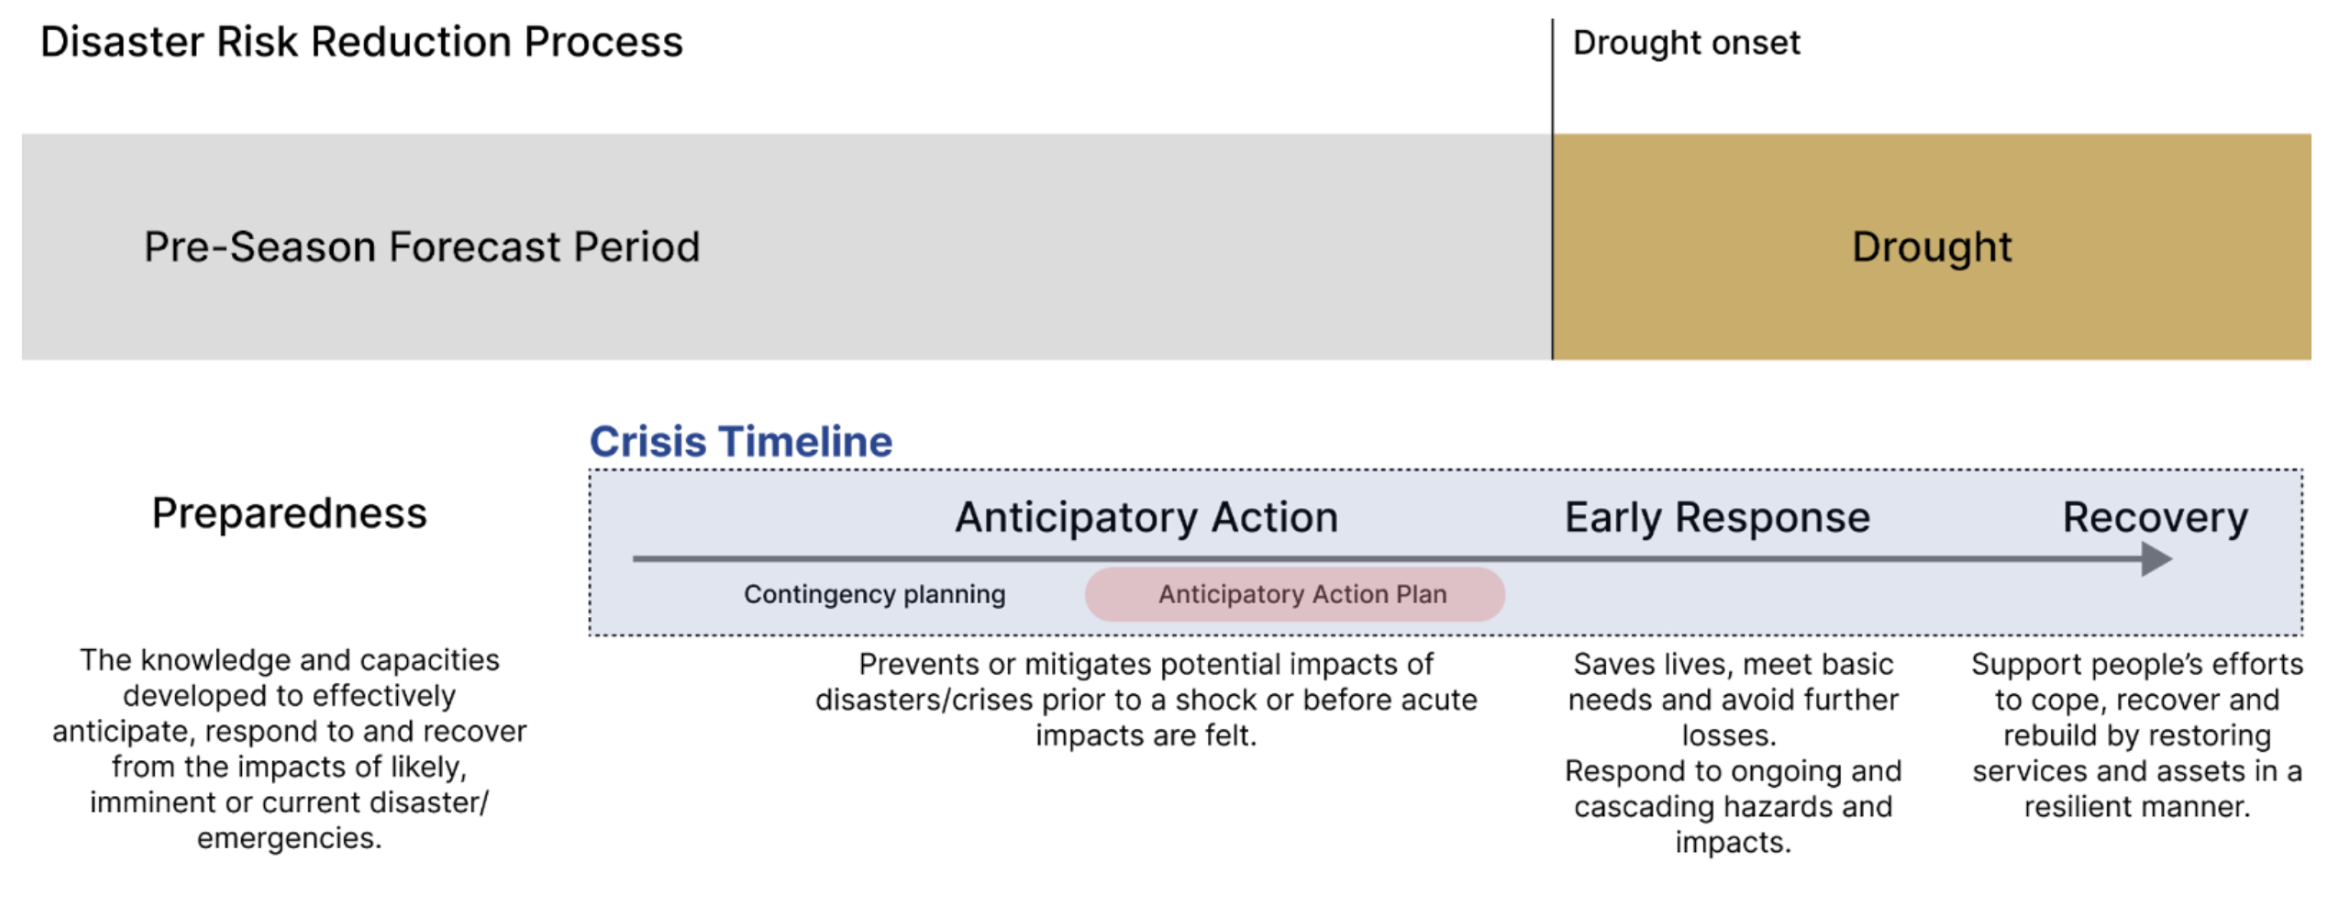 Disaster Risk Reduction Process
Drought onset
Pre-Season Forecast Period
Drought
Crisis Timeline
Preparedness
Anticipatory Action
Early Response
Recovery
Contingency planning
Anticipatory Action Plan
The knowledge and capacities
developed to effectively
anticipate, respond to and recover
from the impacts of likely,
imminent or current disaster/
emergencies.
Prevents or mitigates potential impacts of
disasters/crises prior to a shock or before acute
impacts are felt.
Saves lives, meet basic
needs and avoid further
losses.
Respond to ongoing and
cascading hazards and
impacts.
Support people’s efforts
to cope, recover and
rebuild by restoring
services and assets in a
resilient manner.